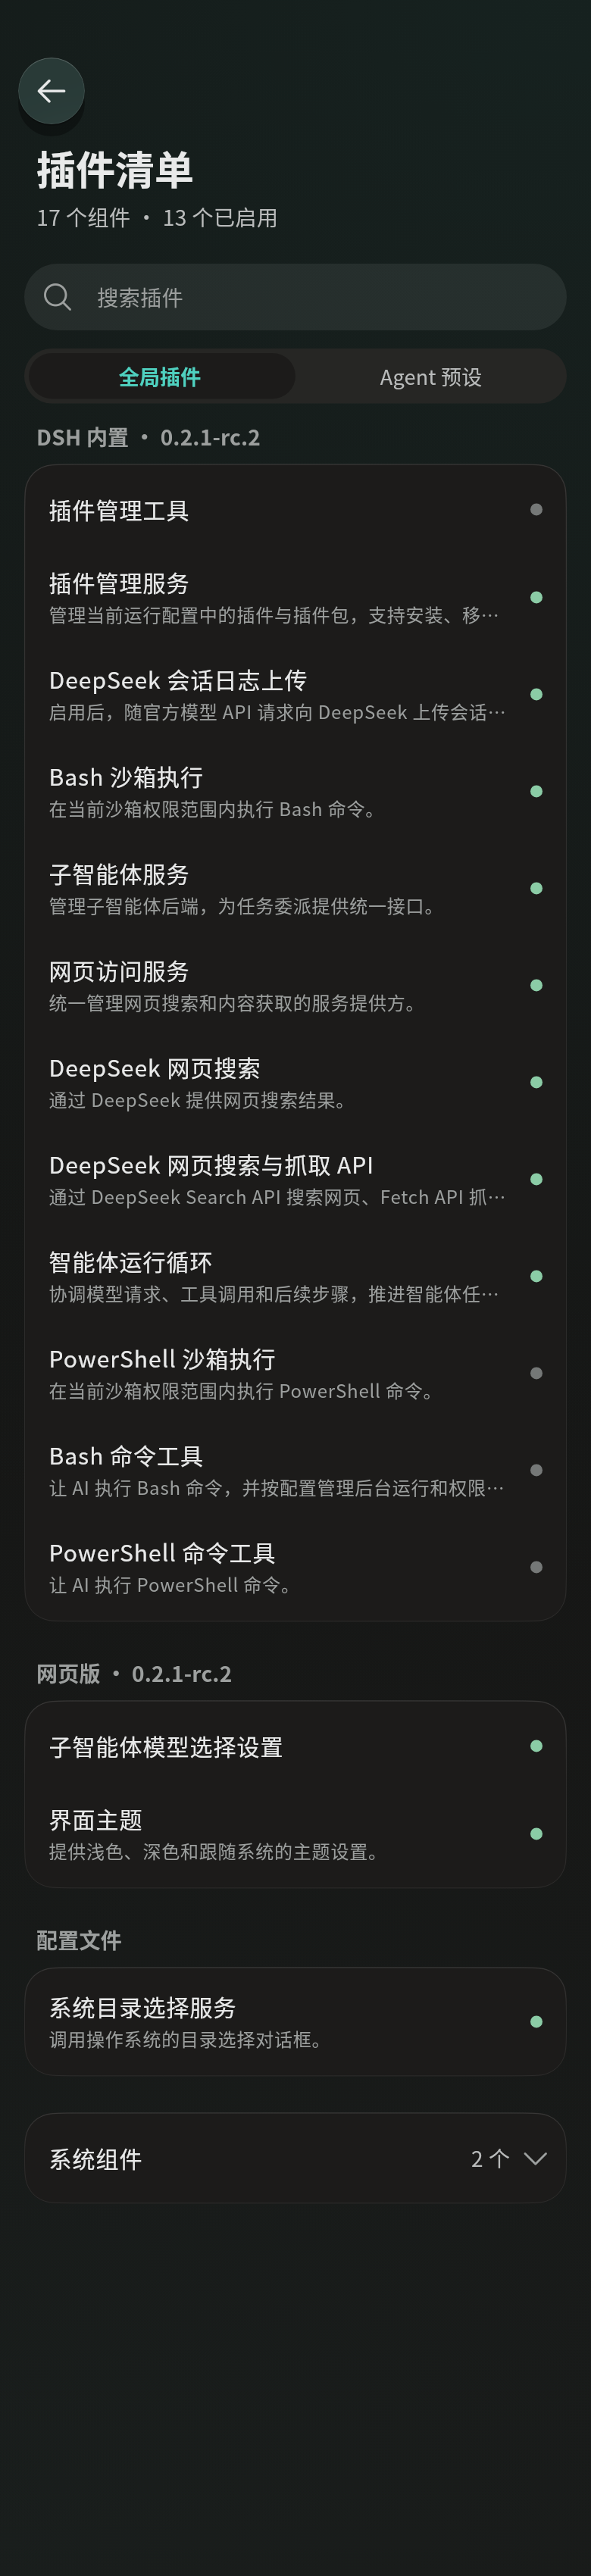 插件清单
17 个组件 · 13 个已启用
搜索插件
全局插件
Agent 预设
DSH 内置 · 0.2.1-rc.2
插件管理工具
插件管理服务
管理当前运行配置中的插件与插件包，支持安装、移…
DeepSeek 会话日志上传
启用后，随官方模型 API 请求向 DeepSeek 上传会话…
Bash 沙箱执行
在当前沙箱权限范围内执行 Bash 命令。
子智能体服务
管理子智能体后端，为任务委派提供统一接口。
网页访问服务
统一管理网页搜索和内容获取的服务提供方。
DeepSeek 网页搜索
通过 DeepSeek 提供网页搜索结果。
DeepSeek 网页搜索与抓取 API
通过 DeepSeek Search API 搜索网页、Fetch API 抓…
智能体运行循环
协调模型请求、工具调用和后续步骤，推进智能体任…
PowerShell 沙箱执行
在当前沙箱权限范围内执行 PowerShell 命令。
Bash 命令工具
让 AI 执行 Bash 命令，并按配置管理后台运行和权限…
PowerShell 命令工具
让 AI 执行 PowerShell 命令。
网页版 · 0.2.1-rc.2
子智能体模型选择设置
界面主题
提供浅色、深色和跟随系统的主题设置。
配置文件
系统目录选择服务
调用操作系统的目录选择对话框。
系统组件
2 个